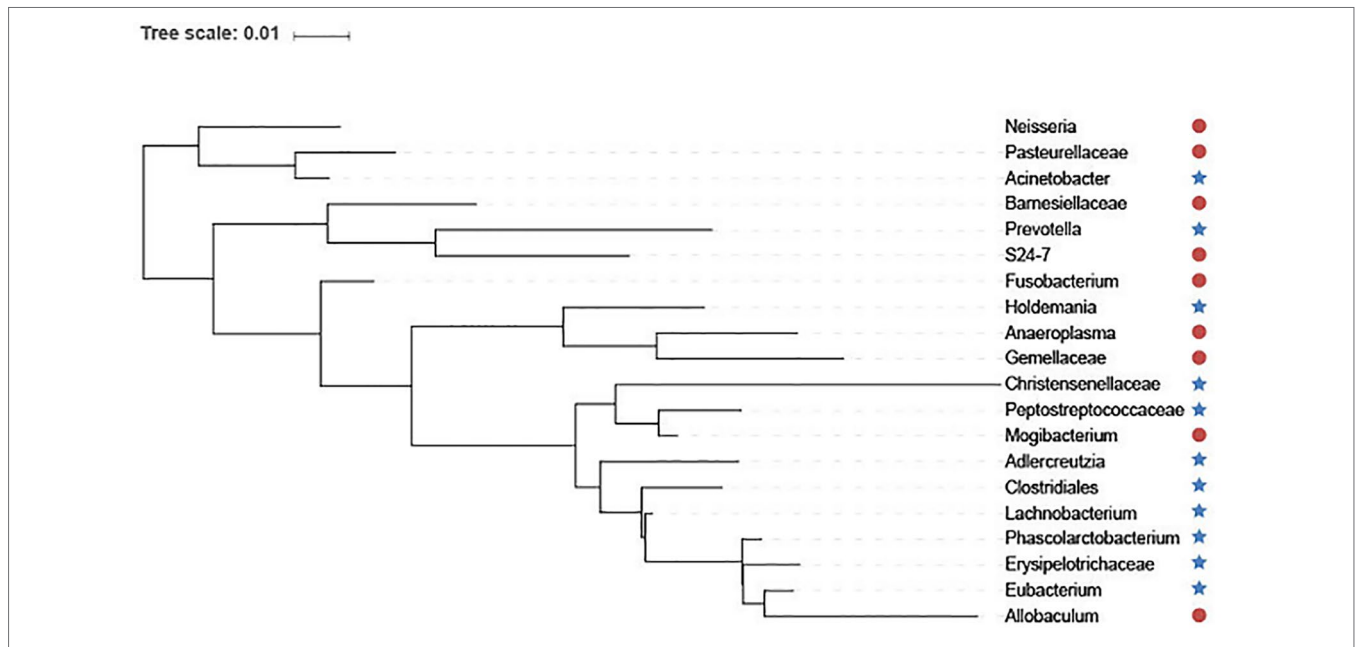 Tree scale: 0.01
Neisseria
Pasteurellaceae
Acinetobacter
Barnesiellaceae
Prevotella
S24-7
Fusobacterium
Holdemania
Anaeroplasma
Gemellaceae
Christensenellaceae
Peptostreptococcaceae
Mogibacterium
Adlercreutzia
Clostridiales
Lachnobacterium
Phascolarctobacterium
Erysipelotrichaceae
Eubacterium
Allobaculum